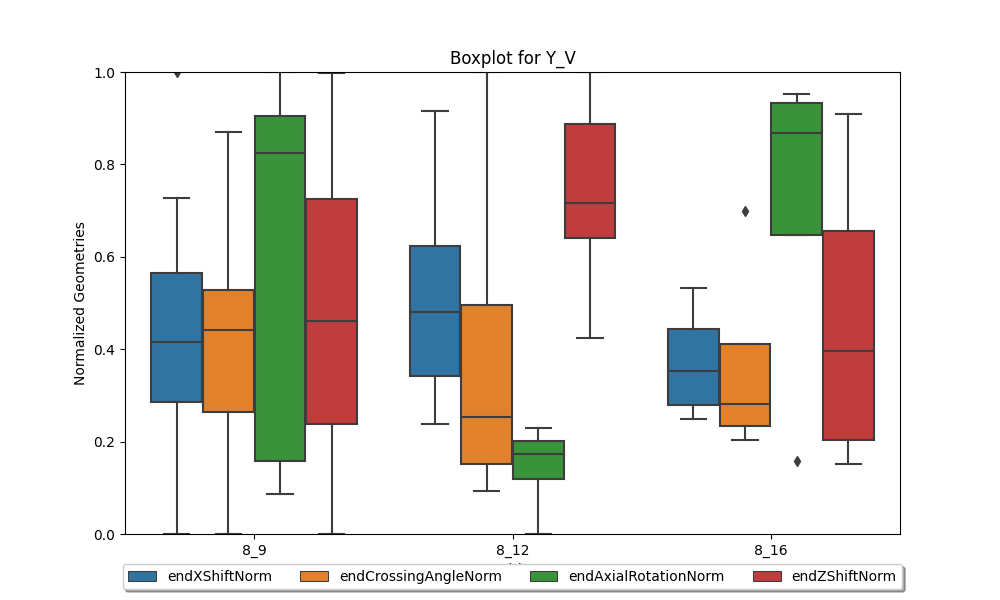 Boxplot for Y_V
Normalized Geometries
1.0
0.8
0.6
0.4
0.2
0.0
8_9 8_12 8_16
endXShiftNorm endCrossingAngleNorm endAxialRotationNorm endZShiftNorm